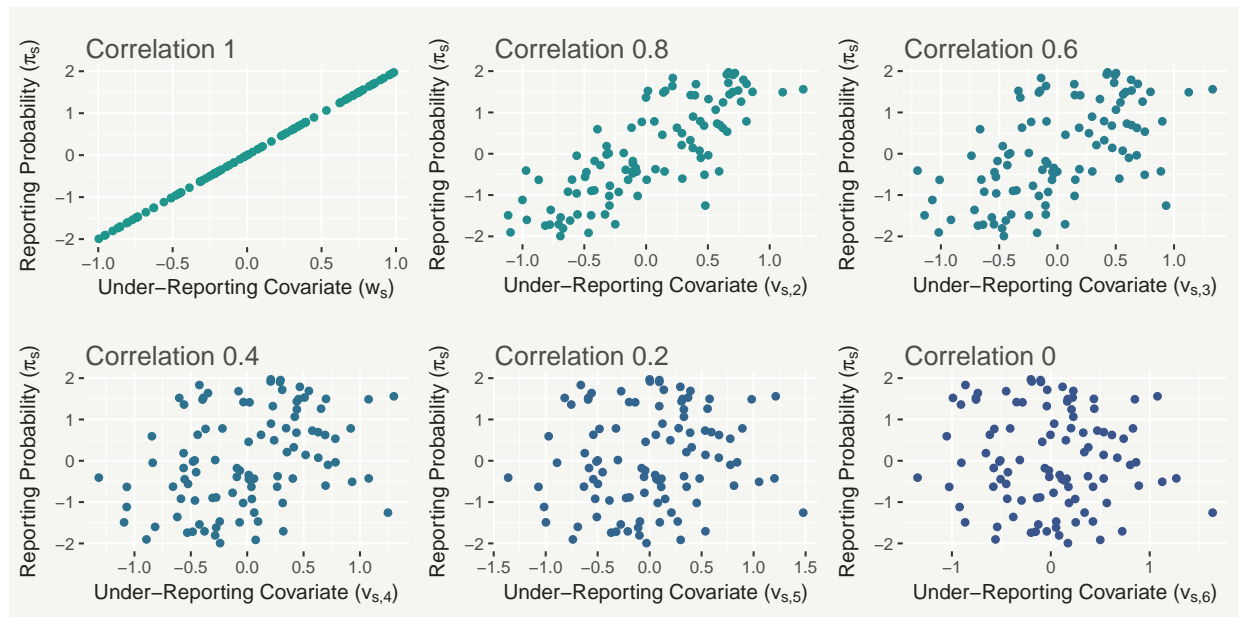 Correlation 1
Reporting Probability (πs)
2
1
0
−1
−2
−1.0 −0.5 0.0 0.5 1.0
Under−Reporting Covariate (ws)
Correlation 0.8
Reporting Probability (πs)
2
1
0
−1
−2
−1.0 −0.5 0.0 0.5 1.0
Under−Reporting Covariate (vs,2)
Correlation 0.6
Reporting Probability (πs)
2
1
0
−1
−2
−1.0 −0.5 0.0 0.5 1.0
Under−Reporting Covariate (vs,3)
Correlation 0.4
Reporting Probability (πs)
2
1
0
−1
−2
−1.0 −0.5 0.0 0.5 1.0
Under−Reporting Covariate (vs,4)
Correlation 0.2
Reporting Probability (πs)
2
1
0
−1
−2
−1.5 −1.0 −0.5 0.0 0.5 1.0 1.5
Under−Reporting Covariate (vs,5)
Correlation 0
Reporting Probability (πs)
2
1
0
−1
−2
−1 0 1
Under−Reporting Covariate (vs,6)